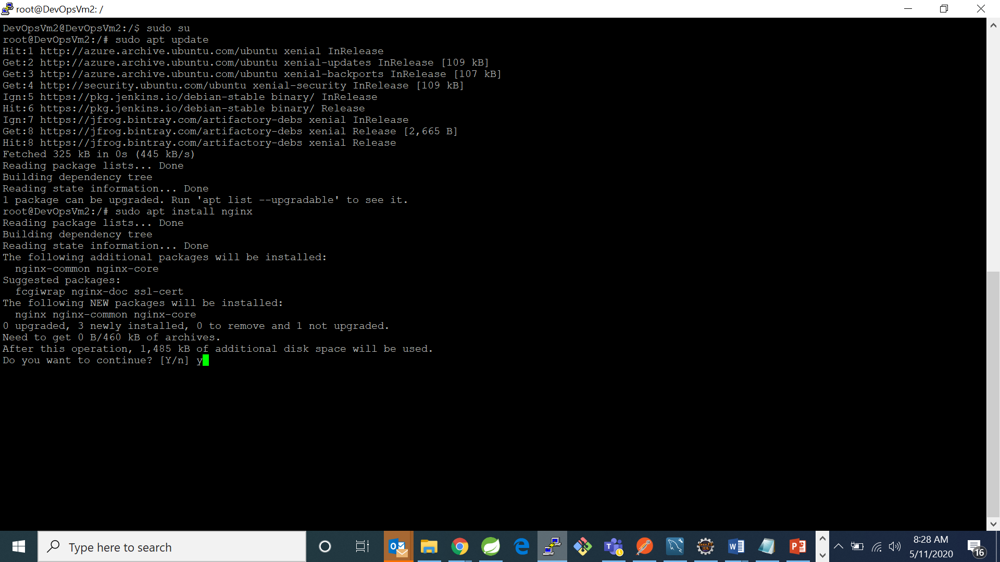 root@DevOpsVm2: /
DevOpsVm2@DevOpsVm2:/$ sudo su
root@DevOpsVm2:/# sudo apt update
Hit:1 http://azure.archive.ubuntu.com/ubuntu xenial InRelease
Get:2 http://azure.archive.ubuntu.com/ubuntu xenial-updates InRelease [109 kB]
Get:3 http://azure.archive.ubuntu.com/ubuntu xenial-backports InRelease [107 kB]
Get:4 http://security.ubuntu.com/ubuntu xenial-security InRelease [109 kB]
Ign:5 https://pkg.jenkins.io/debian-stable binary/ InRelease
Hit:6 https://pkg.jenkins.io/debian-stable binary/ Release
Ign:7 https://jfrog.bintray.com/artifactory-debs xenial InRelease
Get:8 https://jfrog.bintray.com/artifactory-debs xenial Release [2,665 B]
Hit:8 https://jfrog.bintray.com/artifactory-debs xenial Release
Fetched 325 kB in 0s (445 kB/s)
Reading package lists... Done
Building dependency tree
Reading state information... Done
1 package can be upgraded. Run 'apt list --upgradable' to see it.
root@DevOpsVm2:/# sudo apt install nginx
Reading package lists... Done
Building dependency tree
Reading state information... Done
The following additional packages will be installed:
  nginx-common nginx-core
Suggested packages:
  fcgiwrap nginx-doc ssl-cert
The following NEW packages will be installed:
  nginx nginx-common nginx-core
0 upgraded, 3 newly installed, 0 to remove and 1 not upgraded.
Need to get 0 B/460 kB of archives.
After this operation, 1,485 kB of additional disk space will be used.
Do you want to continue? [Y/n] y
Type here to search
8:28 AM
5/11/2020
16